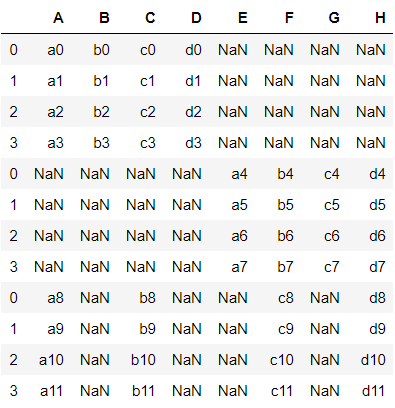 A B C D E F G H
0 a0 b0 c0 d0 NaN NaN NaN NaN
1 a1 b1 c1 d1 NaN NaN NaN NaN
2 a2 b2 c2 d2 NaN NaN NaN NaN
3 a3 b3 c3 d3 NaN NaN NaN NaN
0 NaN NaN NaN NaN a4 b4 c4 d4
1 NaN NaN NaN NaN a5 b5 c5 d5
2 NaN NaN NaN NaN a6 b6 c6 d6
3 NaN NaN NaN NaN a7 b7 c7 d7
0 a8 NaN b8 NaN NaN c8 NaN d8
1 a9 NaN b9 NaN NaN c9 NaN d9
2 a10 NaN b10 NaN NaN c10 NaN d10
3 a11 NaN b11 NaN NaN c11 NaN d11